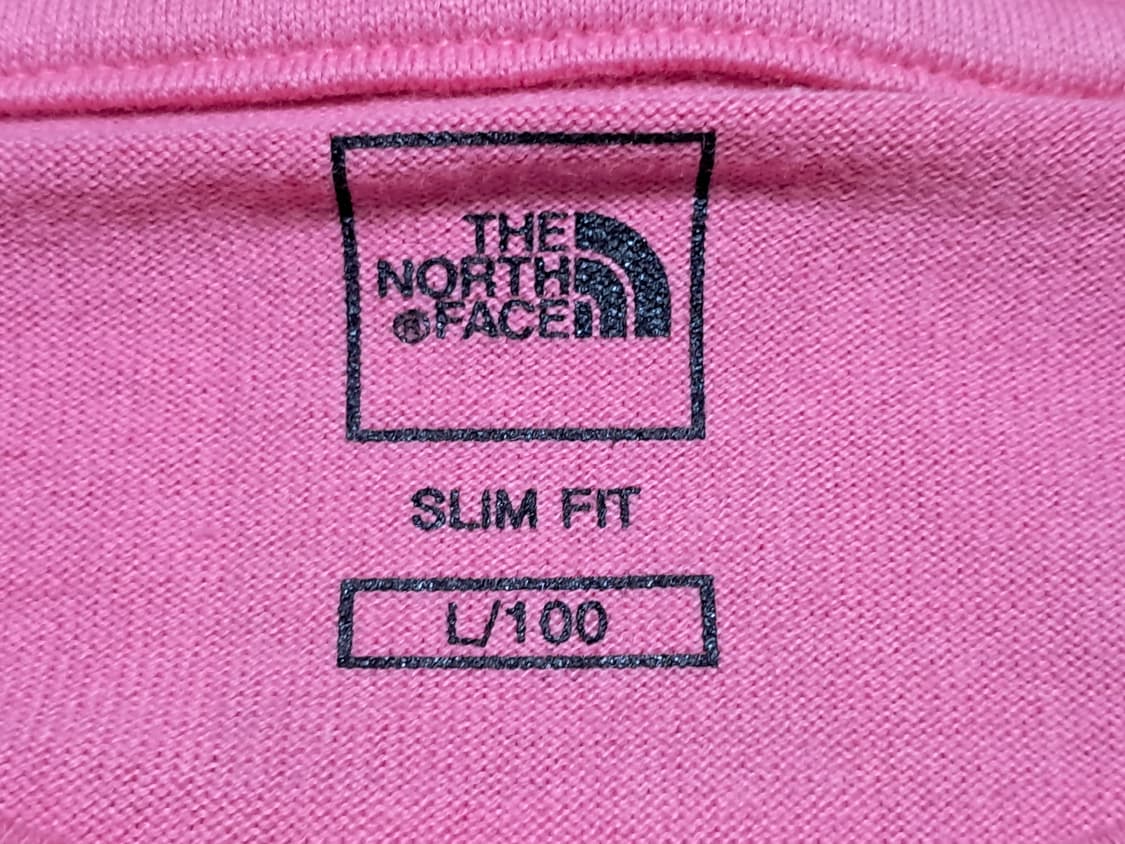 THE
NORTH
®FACE
SLIM FIT
L/100